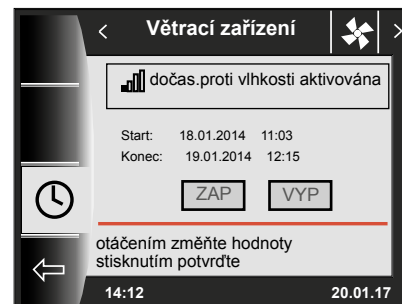 < Větrací zařízení >
dočas.proti vlhkosti aktivována
Start: 18.01.2014 11:03
Konec: 19.01.2014 12:15
ZAP VYP
otáčením změňte hodnoty
stisknutím potvrďte
14:12 20.01.17